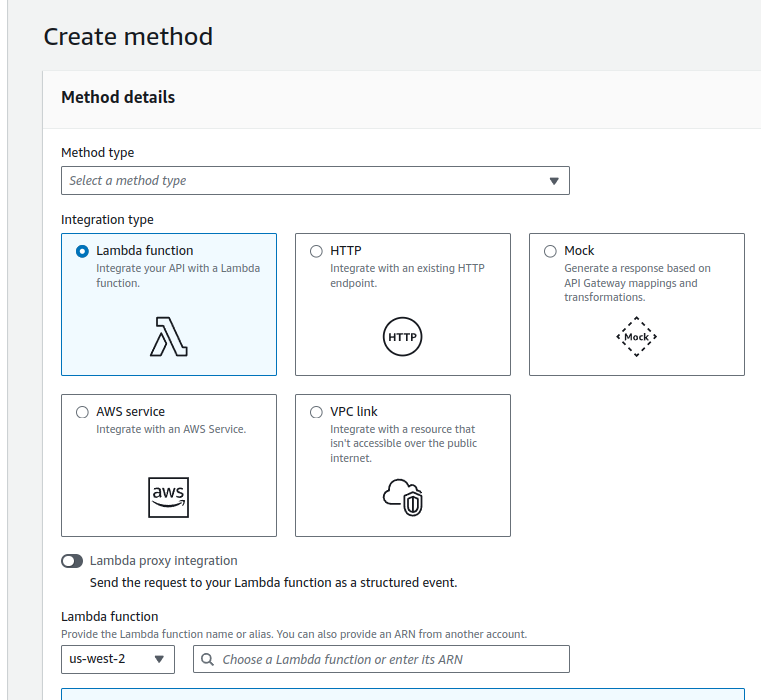 Create method
Method details
Method type
Select a method type
Integration type
Lambda function
Integrate your API with a Lambda
function.
HTTP
Integrate with an existing HTTP
endpoint.
HTTP
Mock
Generate a response based on
API Gateway mappings and
transformations.
Mock
AWS service
Integrate with an AWS Service.
aws
VPC link
Integrate with a resource that
isn't accessible over the public
internet.
Lambda proxy integration
Send the request to your Lambda function as a structured event.
Lambda function
Provide the Lambda function name or alias. You can also provide an ARN from another account.
us-west-2
Choose a Lambda function or enter its ARN